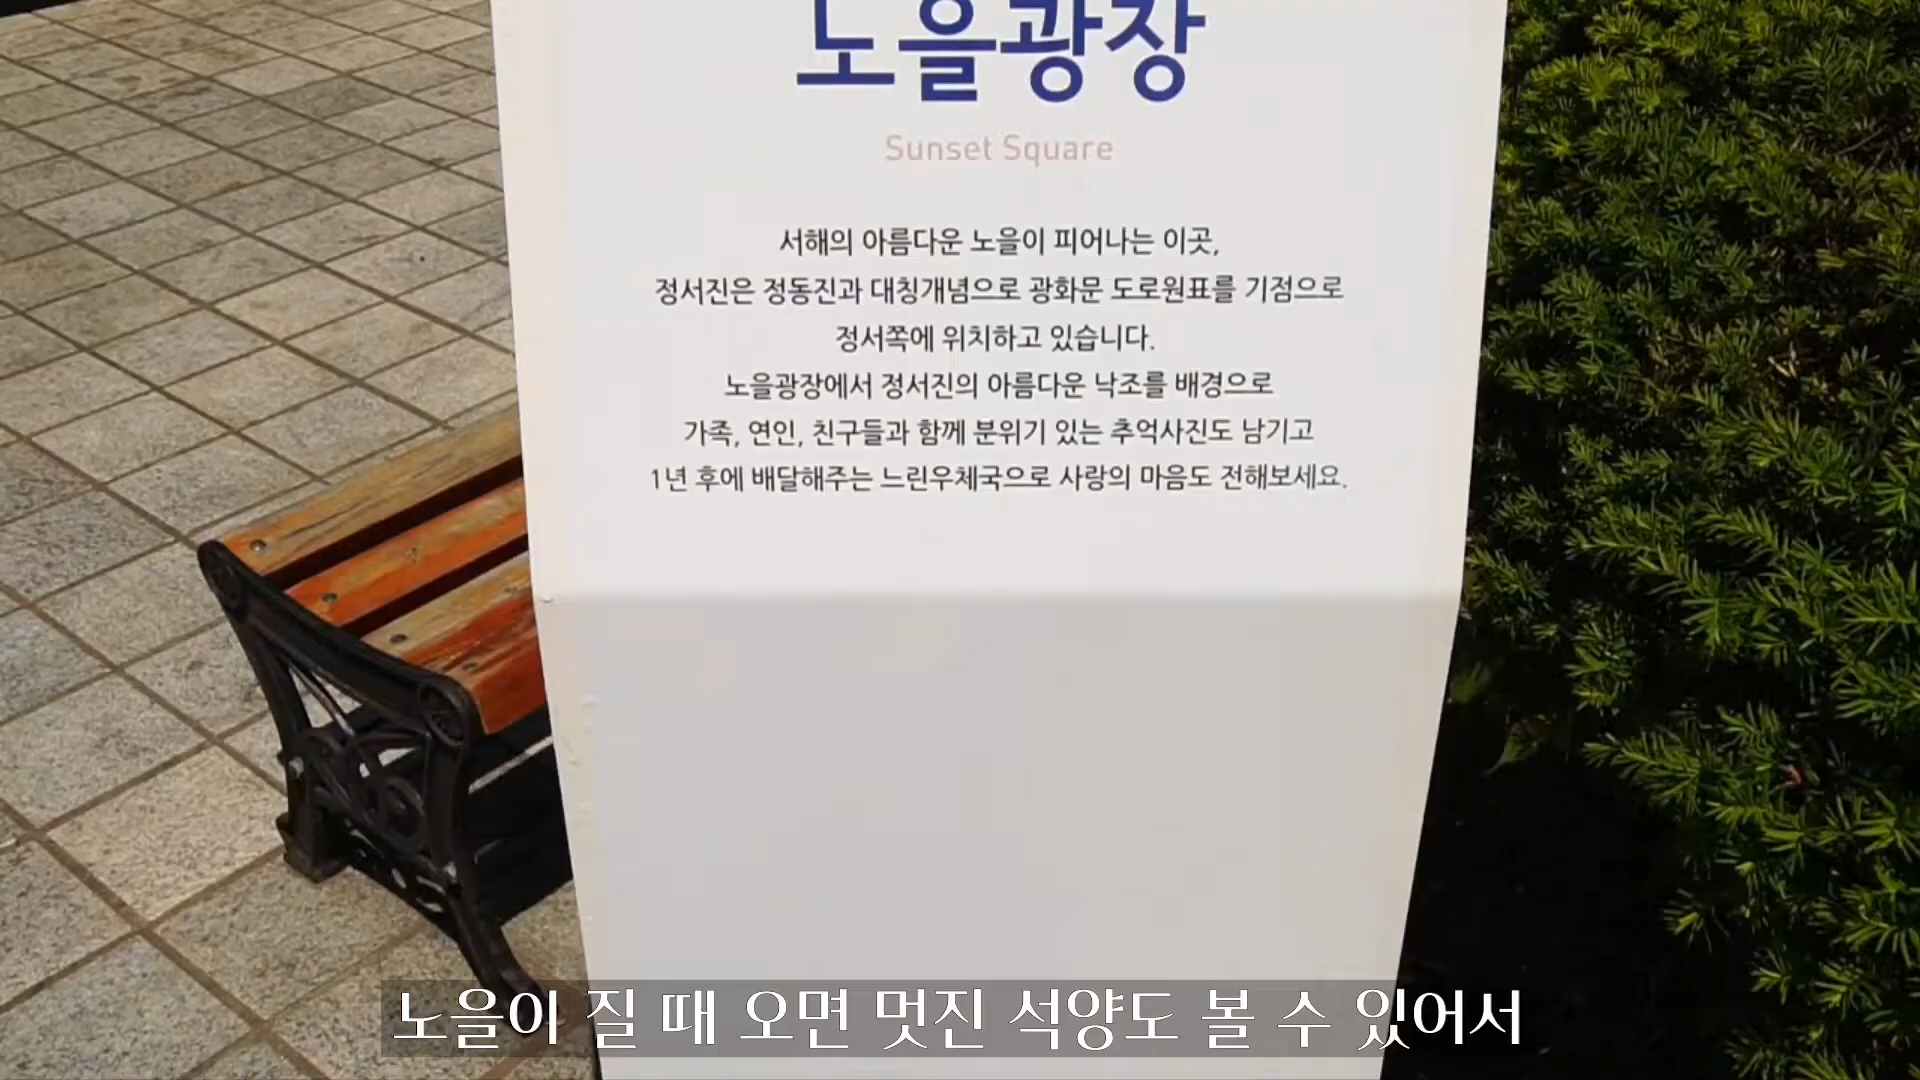 노을광장
Sunset Square
서해의 아름다운 노을이 피어나는 이곳,
정서진은 정동진과 대칭개념으로 광화문 도로원표를 기점으로
정서쪽에 위치하고 있습니다.
노을광장에서 정서진의 아름다운 낙조를 배경으로
가족, 연인, 친구들과 함께 분위기 있는 추억사진도 남기고
1년 후에 배달해주는 느린우체국으로 사랑의 마음도 전해보세요.
노을이 질 때 오면 멋진 석양도 볼 수 있어서